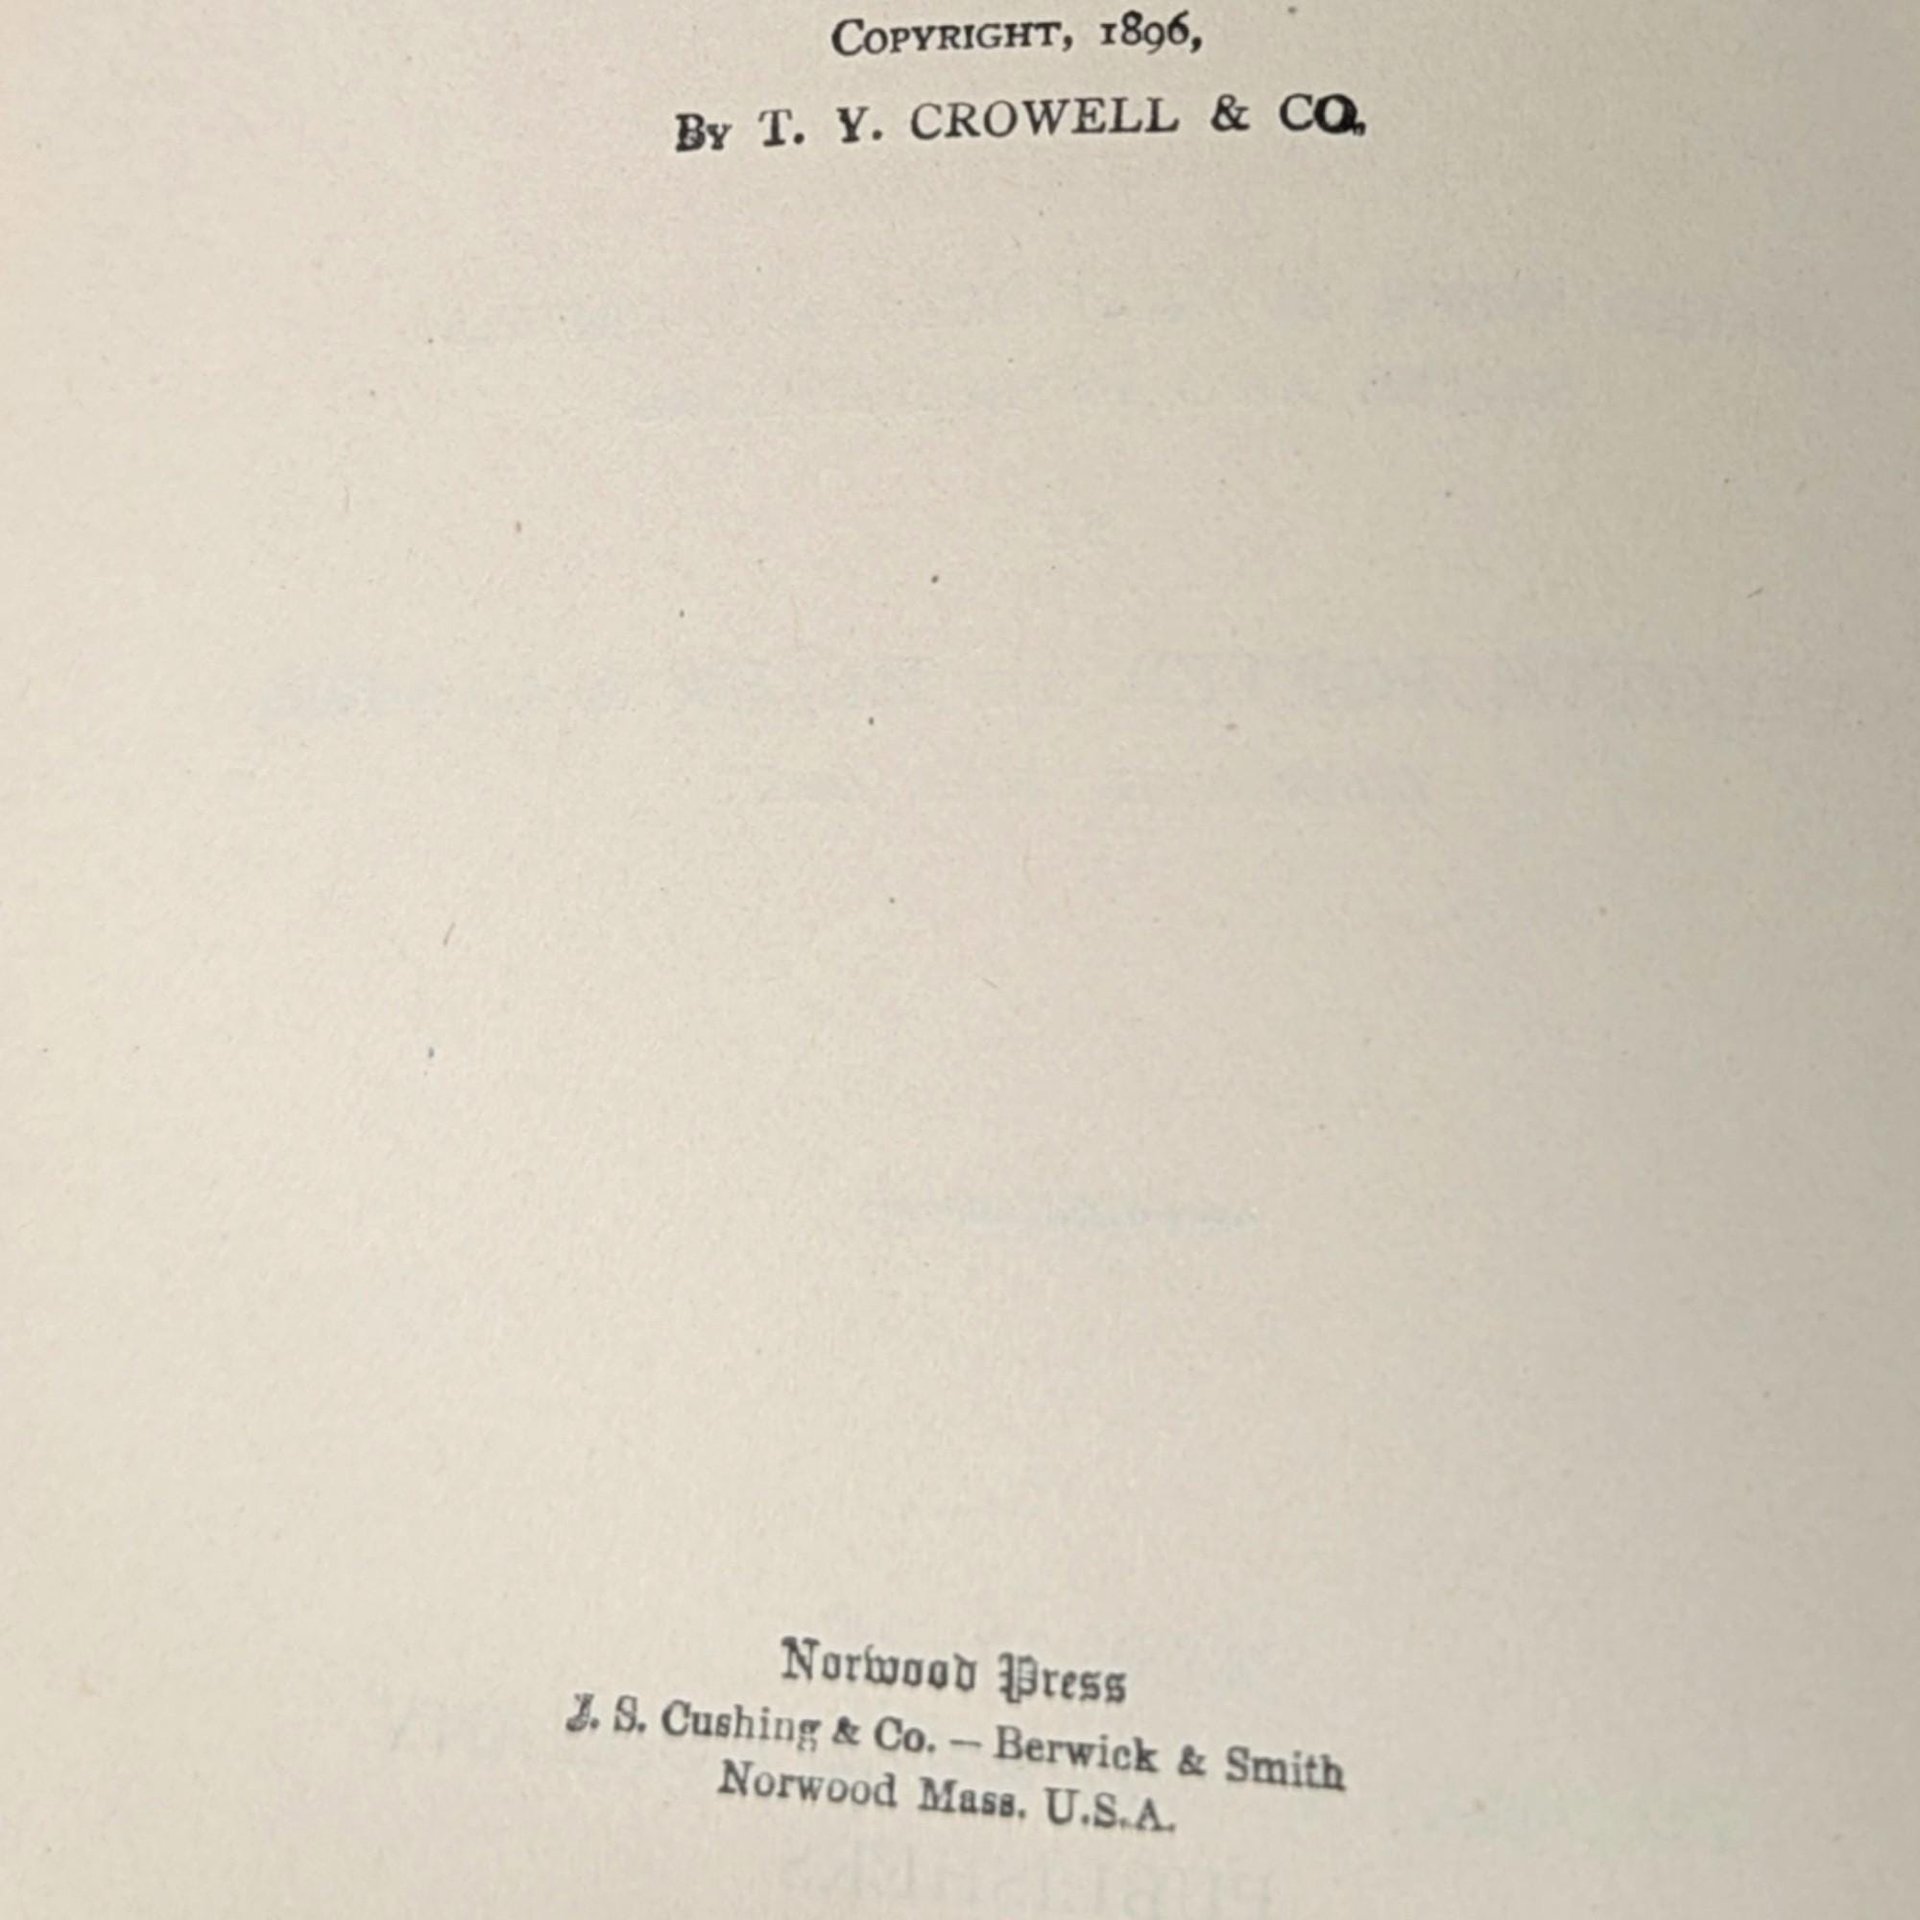 Copyright, 1896,
By T. Y. CROWELL & CO.
Norwood Press
J. S. Cushing & Co. — Berwick & Smith
Norwood Mass. U.S.A.